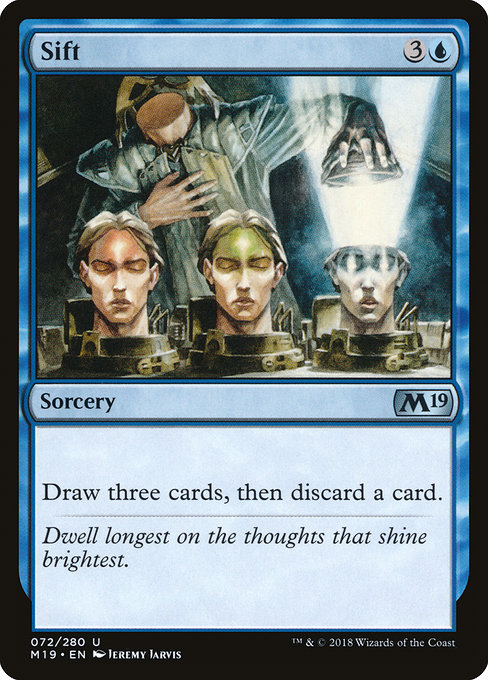 Sift 3
Sorcery M19
Draw three cards, then discard a card.
Dwell longest on the thoughts that shine
brightest.
072/280 U ™ & © 2018 Wizards of the Coast
M19 • EN Jeremy Jarvis